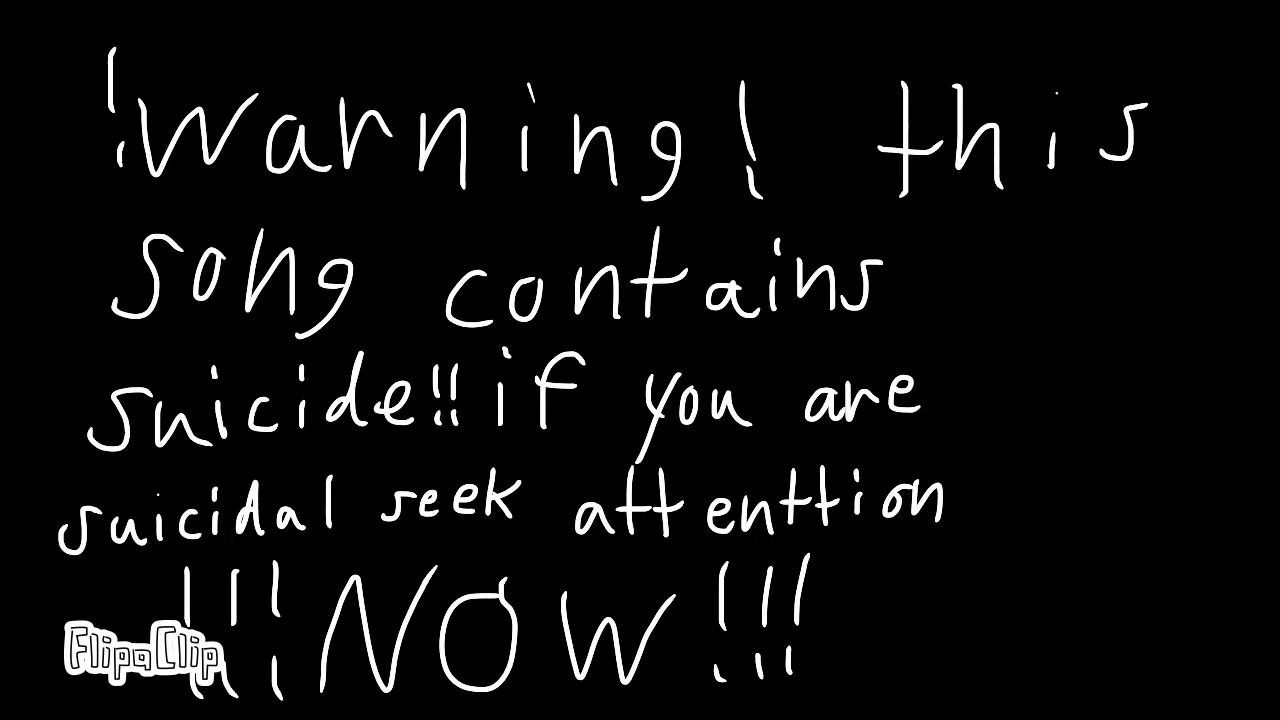 !warning! this
song contains
suicide!! if you are
suicidal seek attenttion
!!!NOW!!!
FlipaClip